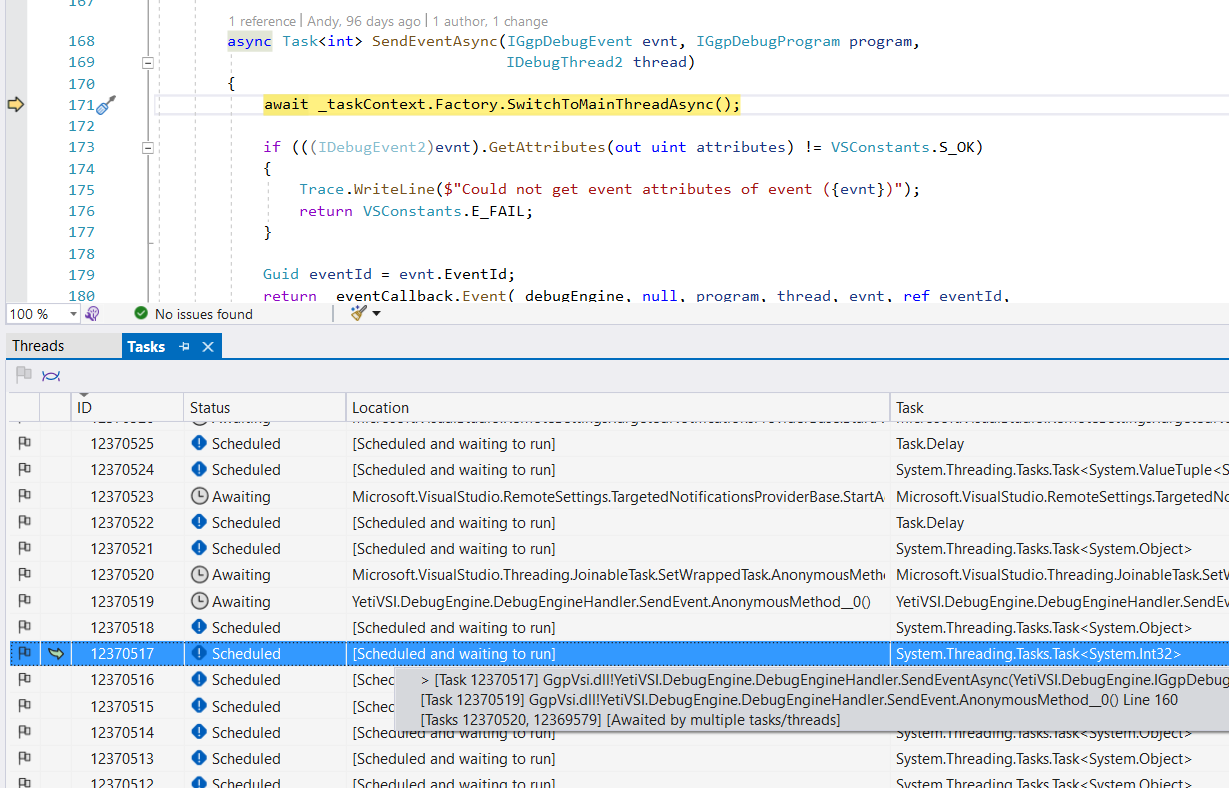 167
1 reference | Andy, 96 days ago | 1 author, 1 change
168 async Task<int> SendEventAsync(IGgpDebugEvent evnt, IGgpDebugProgram program,
169 IDebugThread2 thread)
170 {
171 await _taskContext.Factory.SwitchToMainThreadAsync();
172
173 if (((IDebugEvent2)evnt).GetAttributes(out uint attributes) != VSConstants.S_OK)
174 {
175 Trace.WriteLine($"Could not get event attributes of event ({evnt})");
176 return VSConstants.E_FAIL;
177 }
178
179 Guid eventId = evnt.EventId;
180 return _eventCallback.Event(_debugEngine, null, program, thread, evnt, ref eventId,
100 % No issues found
Threads Tasks
ID Status Location Task
Awaiting
12370525 Scheduled [Scheduled and waiting to run] Task.Delay
12370524 Scheduled [Scheduled and waiting to run] System.Threading.Tasks.Task<System.ValueTuple<S
12370523 Awaiting Microsoft.VisualStudio.RemoteSettings.TargetedNotificationsProviderBase.StartA Microsoft.VisualStudio.RemoteSettings.TargetedNo
12370522 Scheduled [Scheduled and waiting to run] Task.Delay
12370521 Scheduled [Scheduled and waiting to run] System.Threading.Tasks.Task<System.Object>
12370520 Awaiting Microsoft.VisualStudio.Threading.JoinableTask.SetWrappedTask.AnonymousMetho Microsoft.VisualStudio.Threading.JoinableTask.SetW
12370519 Awaiting YetiVSI.DebugEngine.DebugEngineHandler.SendEvent.AnonymousMethod__0() YetiVSI.DebugEngine.DebugEngineHandler.SendEv
12370518 Scheduled [Scheduled and waiting to run] System.Threading.Tasks.Task<System.Object>
12370517 Scheduled [Scheduled and waiting to run] System.Threading.Tasks.Task<System.Int32>
12370516 Scheduled [Sched
> [Task 12370517] GgpVsi.dll!YetiVSI.DebugEngine.DebugEngineHandler.SendEventAsync(YetiVSI.DebugEngine.IGgpDebug
12370515 Scheduled [Sched
[Task 12370519] GgpVsi.dll!YetiVSI.DebugEngine.DebugEngineHandler.SendEvent.AnonymousMethod__0() Line 160
[Tasks 12370520, 12369579] [Awaited by multiple tasks/threads]
12370514 Scheduled [Scheduled and waiting to run] System.Threading.Tasks.Task<System.Object>
12370513 Scheduled [Scheduled and waiting to run] System.Threading.Tasks.Task<System.Object>
12370512 Scheduled [Scheduled and waiting to run] System.Threading.Tasks.Task<System.Object>